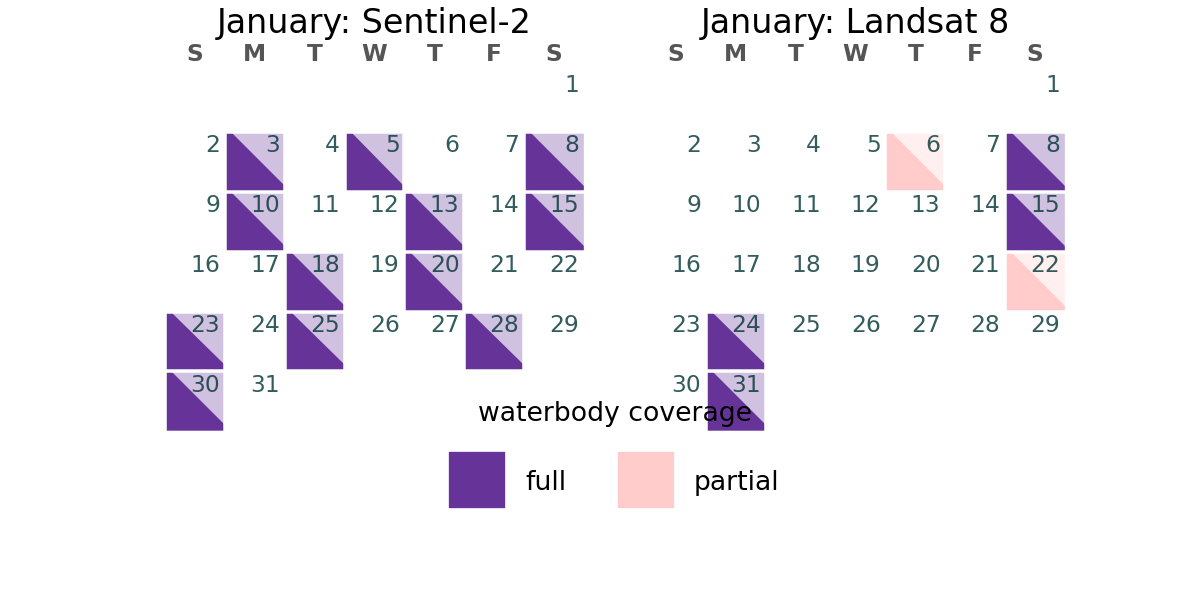 January: Sentinel-2
S M T W T F S
1
2 3 4 5 6 7 8
9 10 11 12 13 14 15
16 17 18 19 20 21 22
23 24 25 26 27 28 29
30 31
January: Landsat 8
S M T W T F S
1
2 3 4 5 6 7 8
9 10 11 12 13 14 15
16 17 18 19 20 21 22
23 24 25 26 27 28 29
30 31
waterbody coverage
full partial